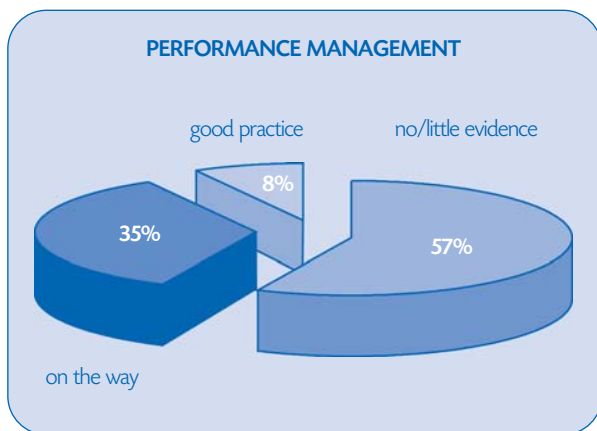 PERFORMANCE MANAGEMENT
good practice
no/little evidence
8%
35%
57%
on the way